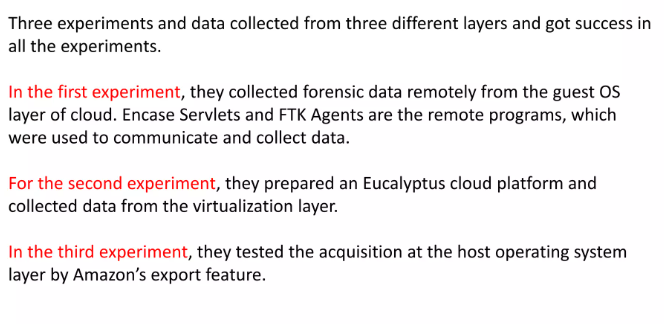 Three experiments and data collected from three different layers and got success in
all the experiments.
In the first experiment, they collected forensic data remotely from the guest OS
layer of cloud. Encase Servlets and FTK Agents are the remote programs, which
were used to communicate and collect data.
For the second experiment, they prepared an Eucalyptus cloud platform and
collected data from the virtualization layer.
In the third experiment, they tested the acquisition at the host operating system
layer by Amazon’s export feature.